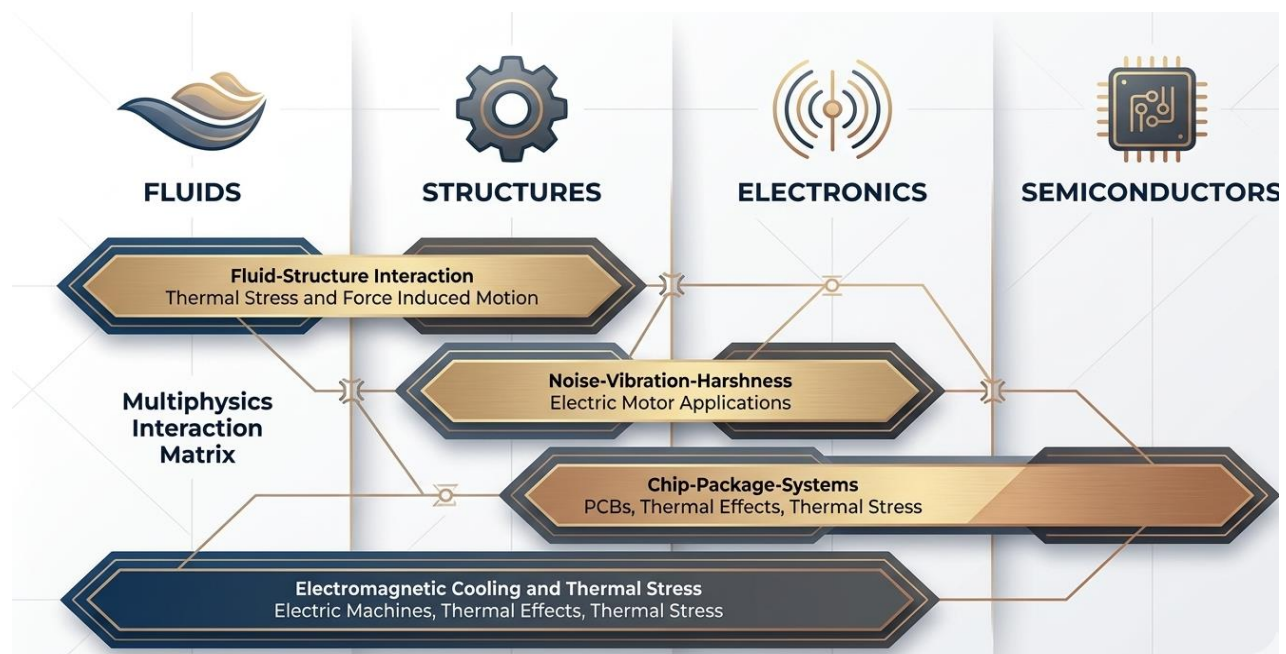 FLUIDS
STRUCTURES
ELECTRONICS
SEMICONDUCTORS
Fluid-Structure Interaction
Thermal Stress and Force Induced Motion
Noise-Vibration-Harshness
Electric Motor Applications
Multiphysics
Interaction
Matrix
Chip-Package-Systems
PCBs, Thermal Effects, Thermal Stress
Electromagnetic Cooling and Thermal Stress
Electric Machines, Thermal Effects, Thermal Stress